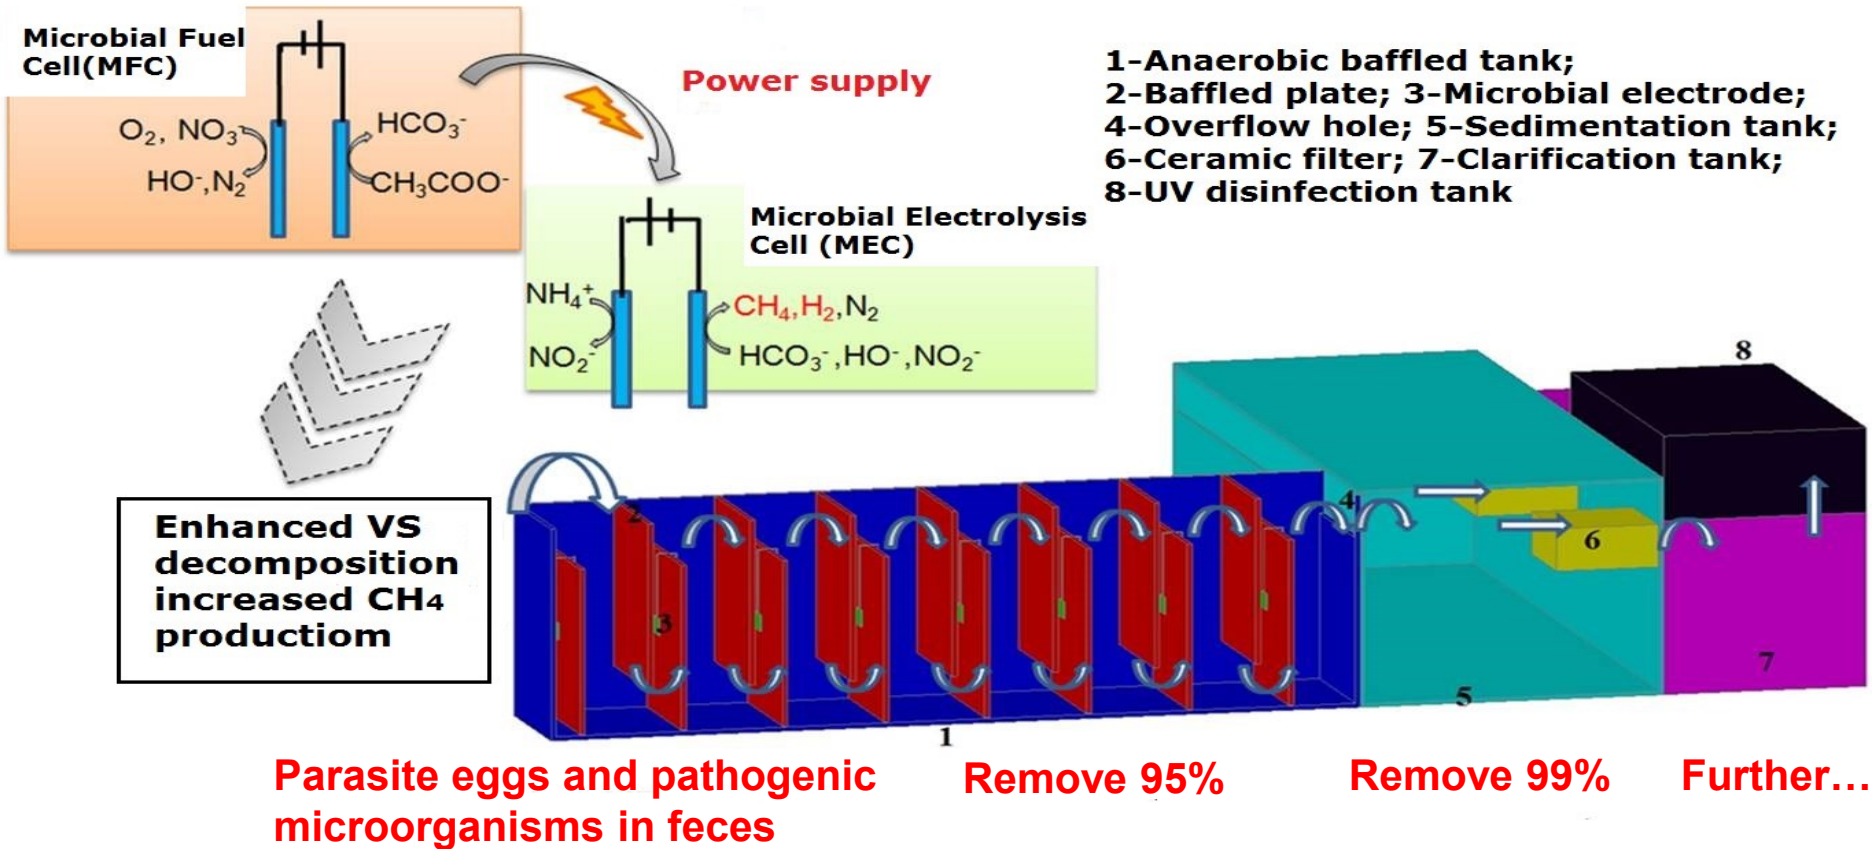 Microbial Fuel
Cell(MFC)
O₂, NO₃⁻
HO⁻,N₂
HCO₃⁻
CH₃COO⁻
Power supply
1-Anaerobic baffled tank;
2-Baffled plate; 3-Microbial electrode;
4-Overflow hole; 5-Sedimentation tank;
6-Ceramic filter; 7-Clarification tank;
8-UV disinfection tank
Microbial Electrolysis
Cell (MEC)
NH₄⁺
NO₂⁻
CH₄,H₂,N₂
HCO₃⁻,HO⁻,NO₂⁻
Enhanced VS
decomposition
increased CH₄
productiom
8
2
4
6
3
7
5
1
Parasite eggs and pathogenic
microorganisms in feces
Remove 95%
Remove 99%
Further...